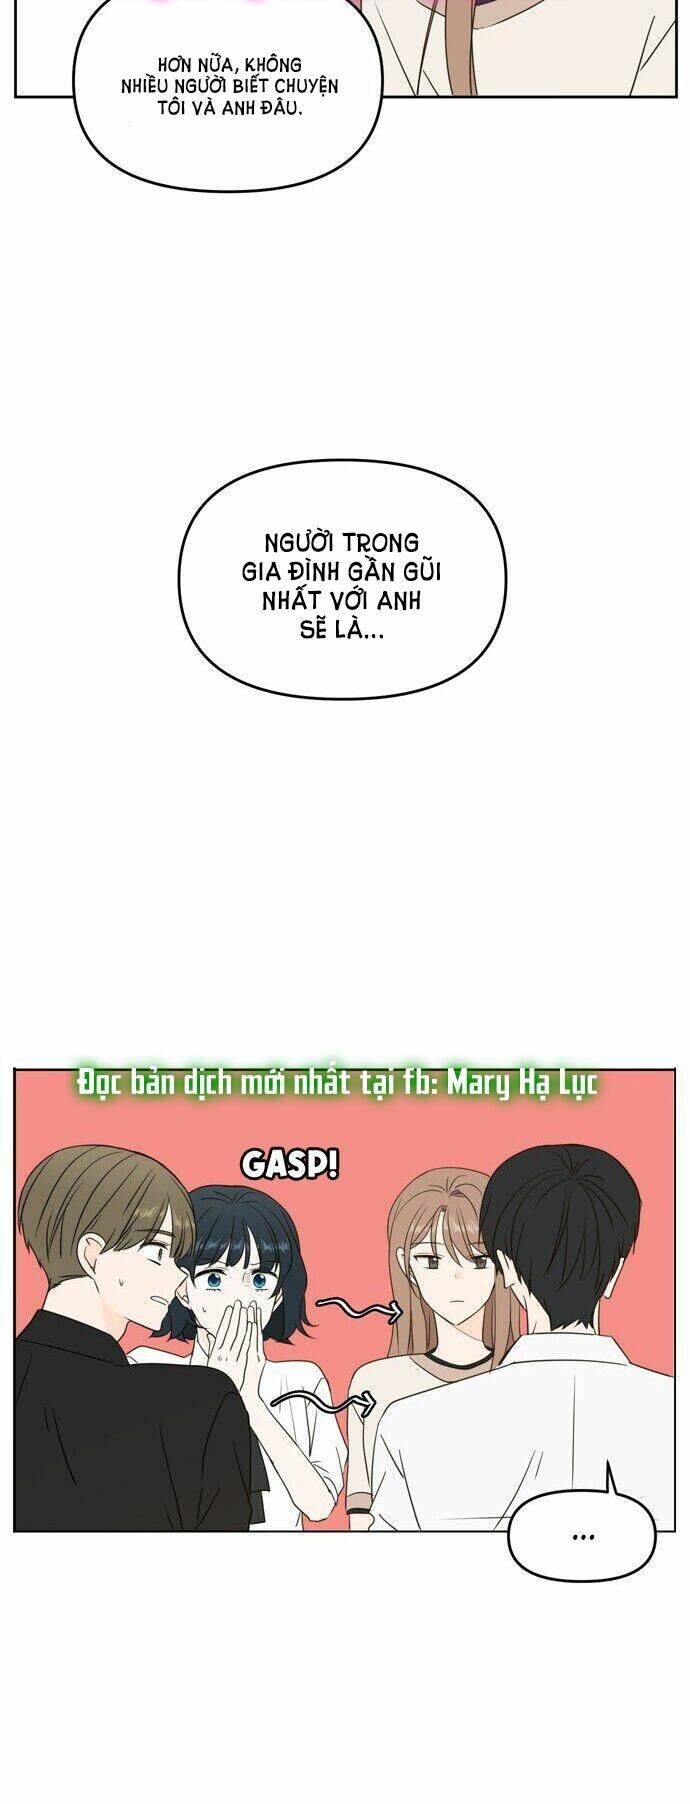 HƠN NỮA, KHÔNG
NHIỀU NGƯỜI BIẾT CHUYỆN
TÔI VÀ ANH ĐÂU.
NGƯỜI TRONG
GIA ĐÌNH GẦN GŨI
NHẤT VỚI ANH
SẼ LÀ...
Đọc bản dịch mới nhất tại fb: Mary Hạ Lục
GASP!
...